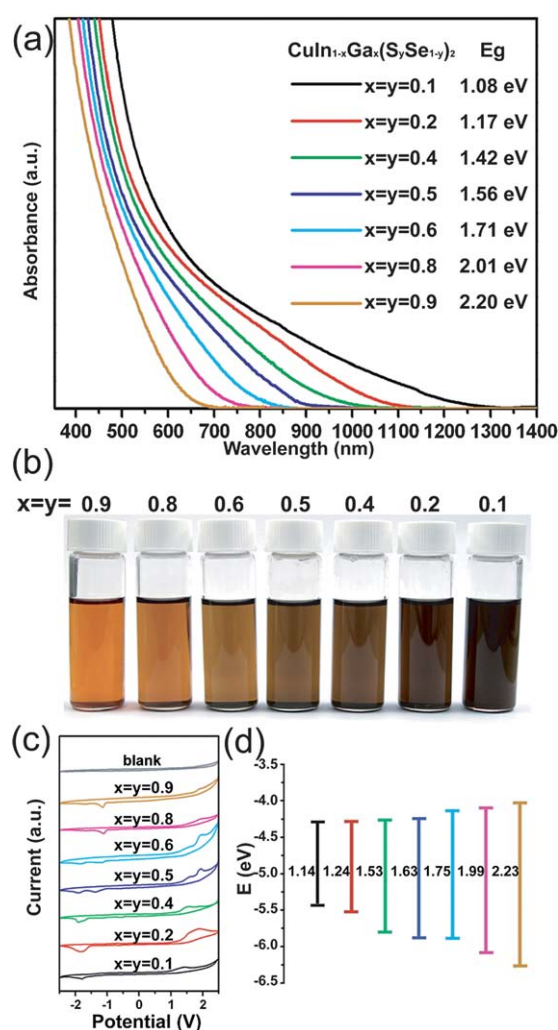 (a)
CuIn₁₋ₓGaₓ(SᵧSe₁₋ᵧ)₂ Eg
x=y=0.1 1.08 eV
x=y=0.2 1.17 eV
x=y=0.4 1.42 eV
x=y=0.5 1.56 eV
x=y=0.6 1.71 eV
x=y=0.8 2.01 eV
x=y=0.9 2.20 eV
Absorbance (a.u.)
400 500 600 700 800 900 1000 1100 1200 1300 1400
Wavelength (nm)
(b)
x=y= 0.9 0.8 0.6 0.5 0.4 0.2 0.1
(c)
blank
x=y=0.9
x=y=0.8
x=y=0.6
x=y=0.5
x=y=0.4
x=y=0.2
x=y=0.1
Current (a.u.)
-2 -1 0 1 2
Potential (V)
(d)
E (eV)
-3.5
-4.0
-4.5
-5.0
-5.5
-6.0
-6.5
1.14 1.24 1.53 1.63 1.75 1.99 2.23